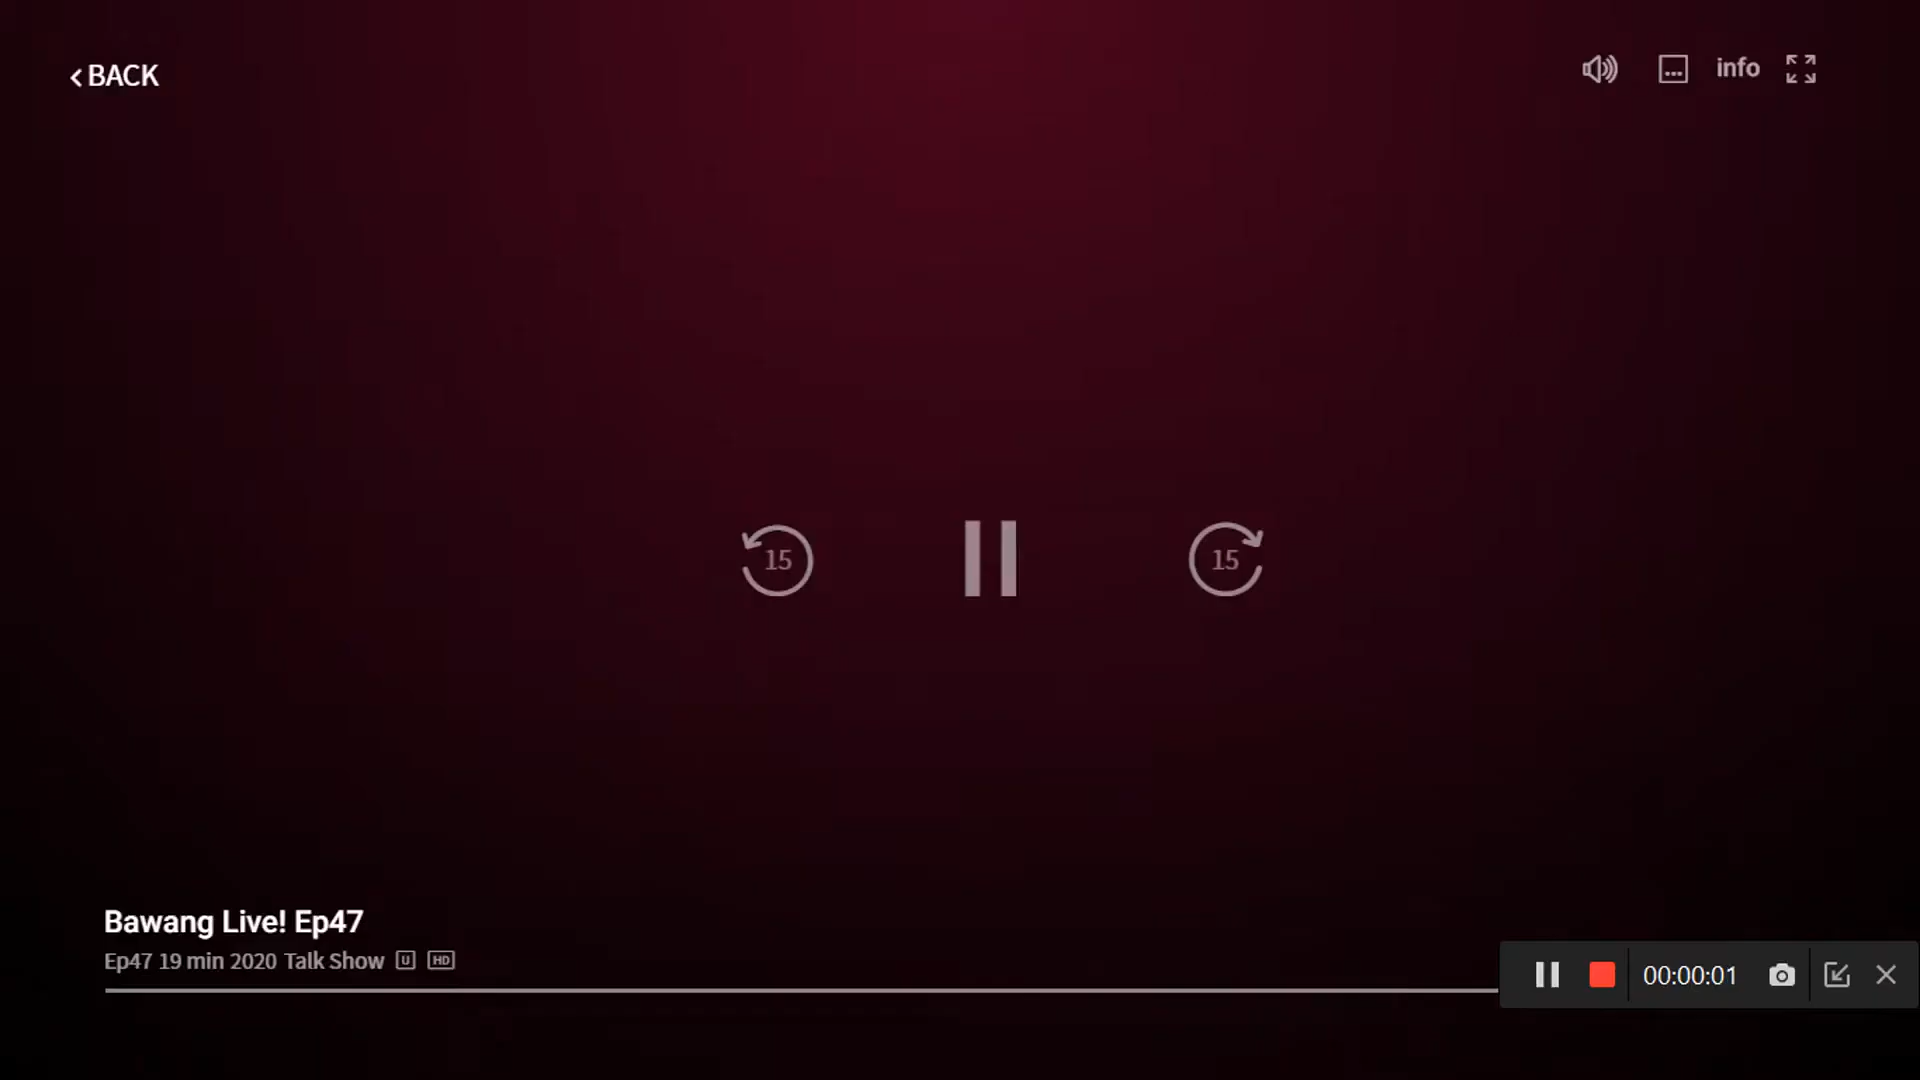 BACK
info
15
15
Bawang Live! Ep47
Ep47 19 min 2020 Talk Show U HD
00:00:01